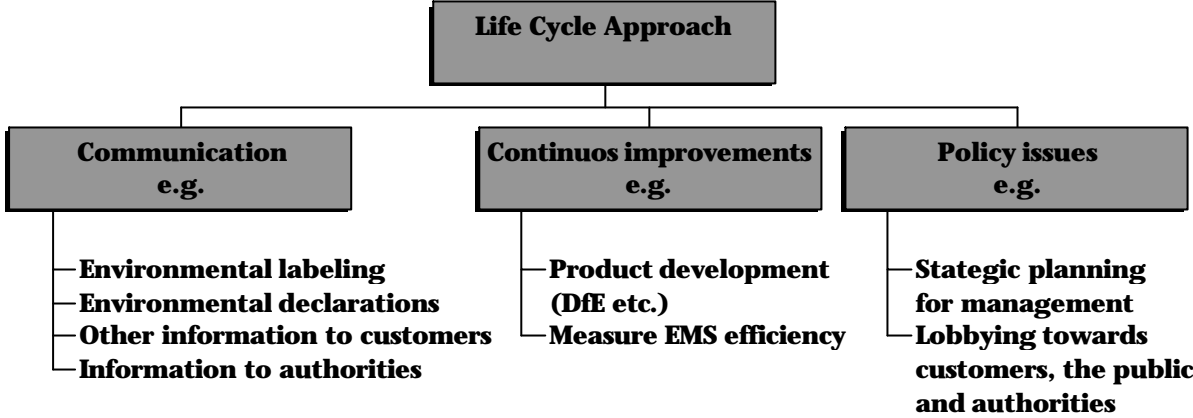 Life Cycle Approach
Communication
e.g.
Environmental labeling
Environmental declarations
Other information to customers
Information to authorities
Continuos improvements
e.g.
Product development
(DfE etc.)
Measure EMS efficiency
Policy issues
e.g.
Stategic planning
for management
Lobbying towards
customers, the public
and authorities